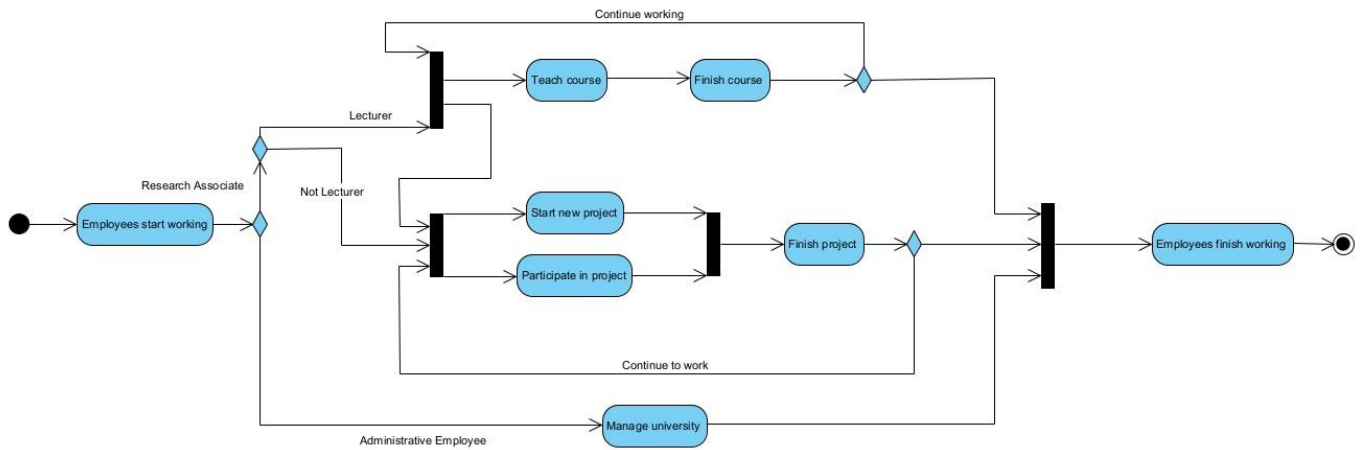 Continue working
Teach course
Finish course
Lecturer
Research Associate
Not Lecturer
Employees start working
Start new project
Participate in project
Finish project
Employees finish working
Continue to work
Manage university
Administrative Employee